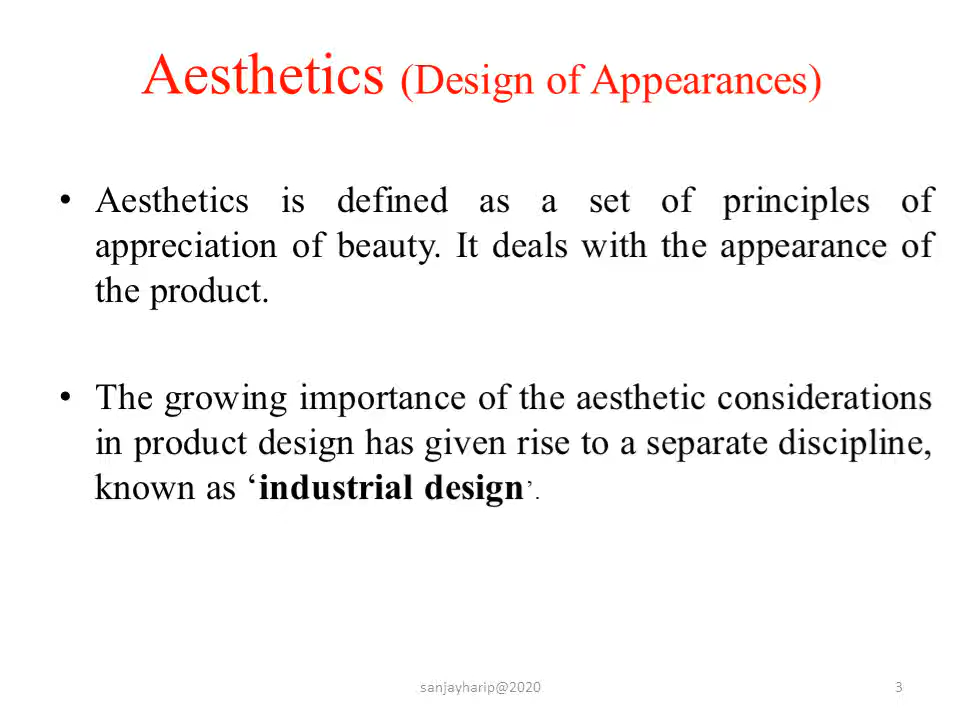 Aesthetics (Design of Appearances)
• Aesthetics is defined as a set of principles of
appreciation of beauty. It deals with the appearance of
the product.
• The growing importance of the aesthetic considerations
in product design has given rise to a separate discipline,
known as ‘industrial design’.
sanjayharip@2020
3